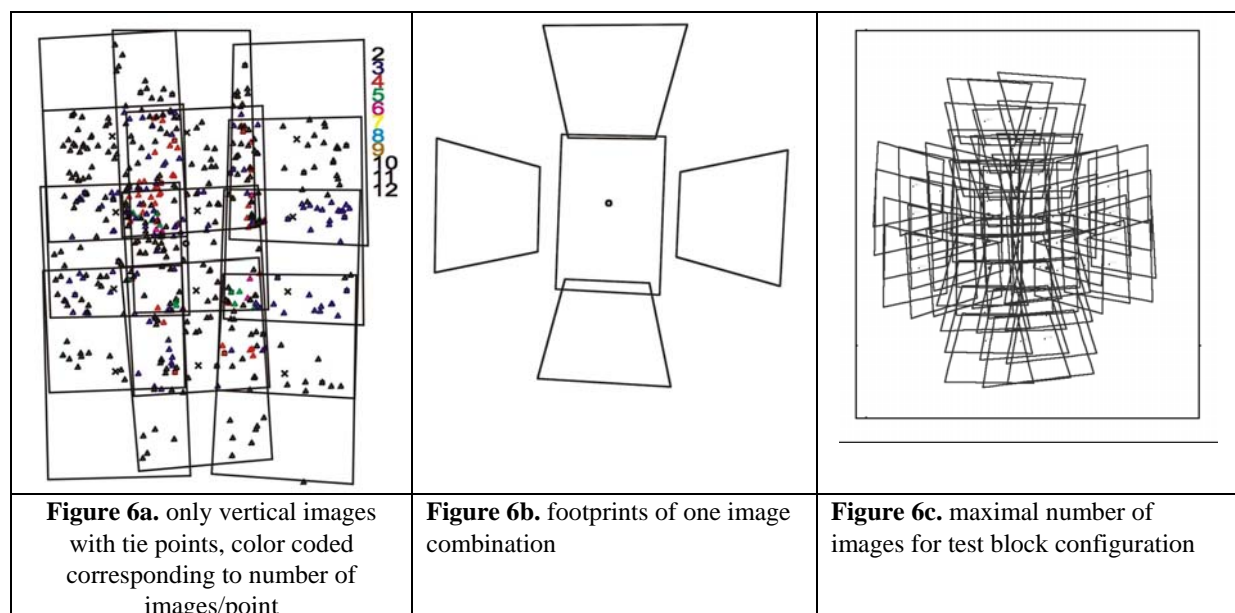 2
3
4
5
6
7
8
9
10
11
12
Figure 6a. only vertical images
with tie points, color coded
corresponding to number of
images/point
Figure 6b. footprints of one image
combination
Figure 6c. maximal number of
images for test block configuration